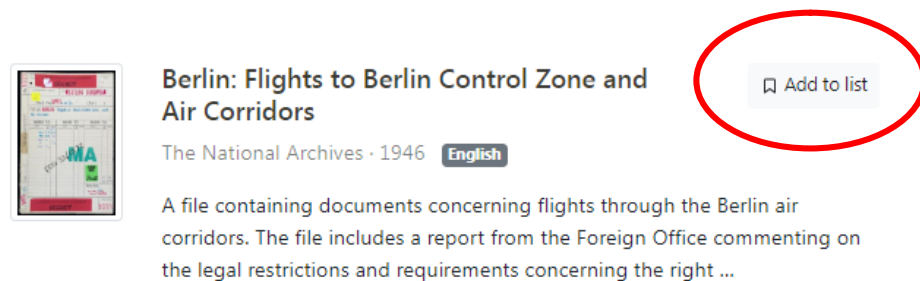 Berlin: Flights to Berlin Control Zone and
Air Corridors
Add to list
The National Archives · 1946 English
MA
A file containing documents concerning flights through the Berlin air
corridors. The file includes a report from the Foreign Office commenting on
the legal restrictions and requirements concerning the right ...